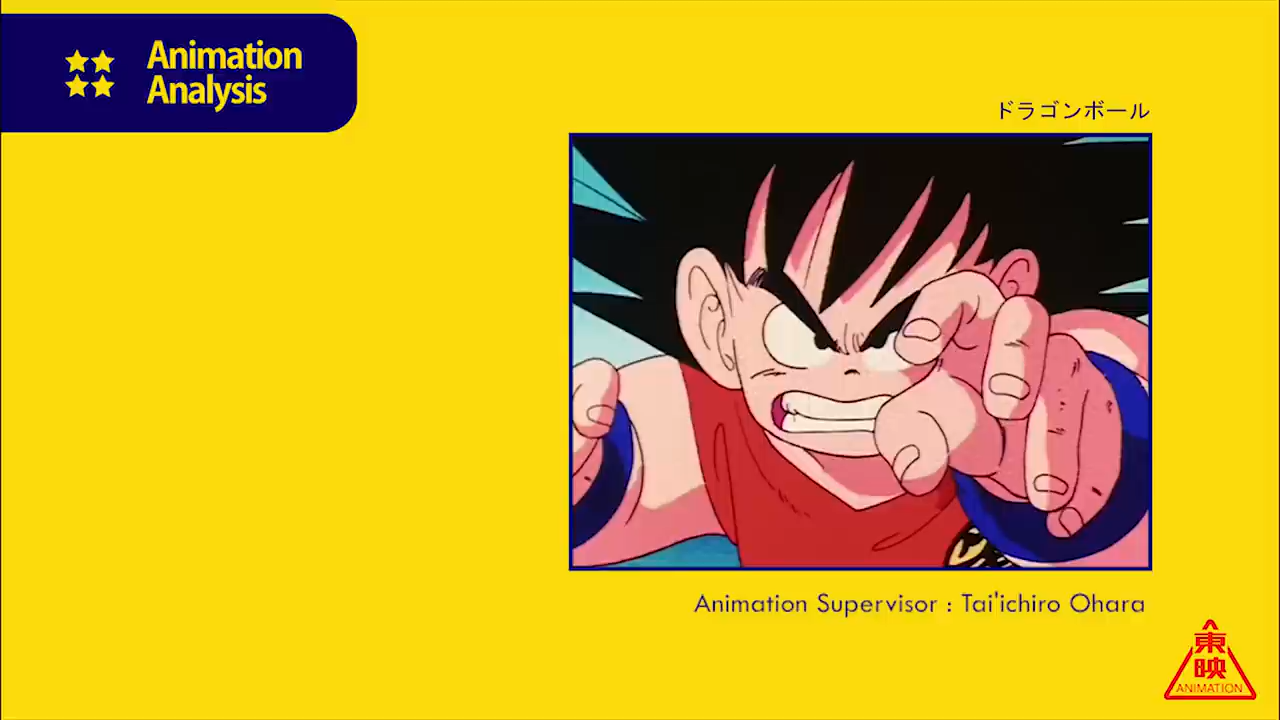 Animation
Analysis
ドラゴンボール
Animation Supervisor : Tai'ichiro Ohara
東
映
ANIMATION